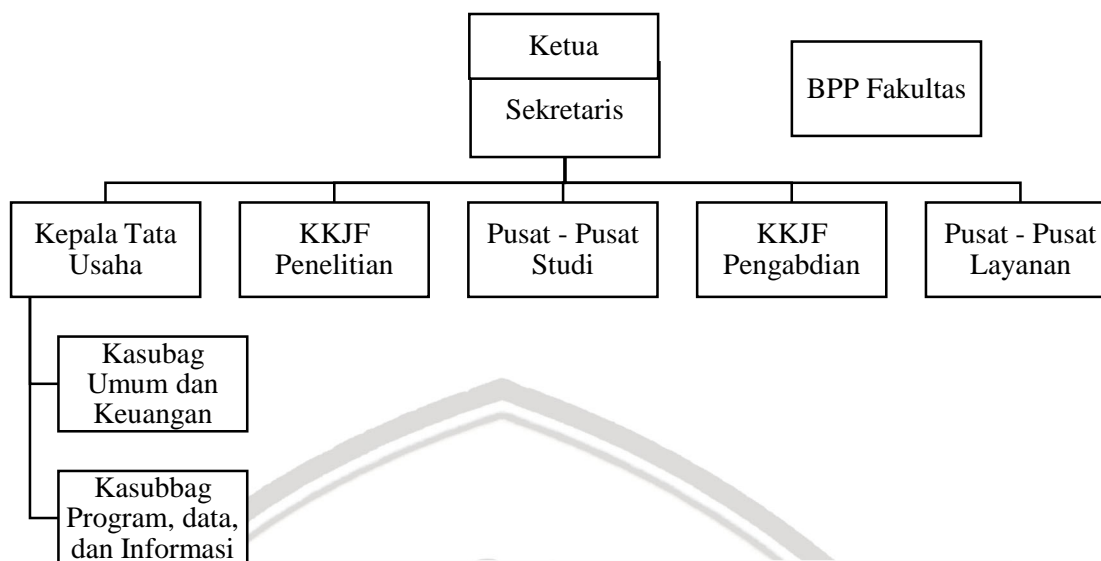 Ketua
Sekretaris
BPP Fakultas
Kepala Tata
Usaha
KKJF
Penelitian
Pusat - Pusat
Studi
KKJF
Pengabdian
Pusat - Pusat
Layanan
Kasubag
Umum dan
Keuangan
Kasubbag
Program, data,
dan Informasi